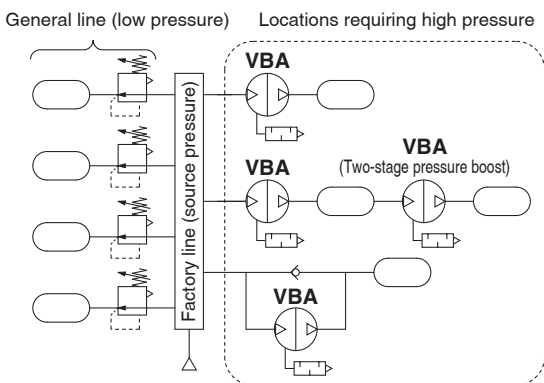 General line (low pressure)
Locations requiring high pressure
VBA
Factory line (source pressure)
VBA
VBA
(Two-stage pressure boost)
VBA